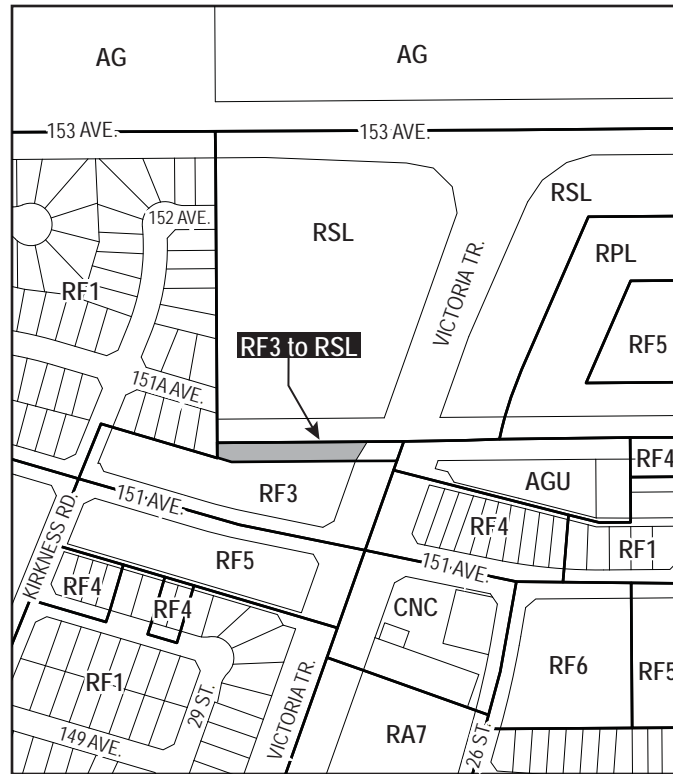 AG
AG
153 AVE.
153 AVE.
152 AVE.
RSL
RSL
VICTORIA TR.
RPL
RF1
RF5
RF3 to RSL
151A AVE.
RF4
RF3
AGU
151 AVE.
RF4
RF1
KIRKNESS RD.
RF5
151 AVE.
RF4
RF4
CNC
RF6
RF5
RF1
29 ST.
VICTORIA TR.
149 AVE.
RA7
26 ST.